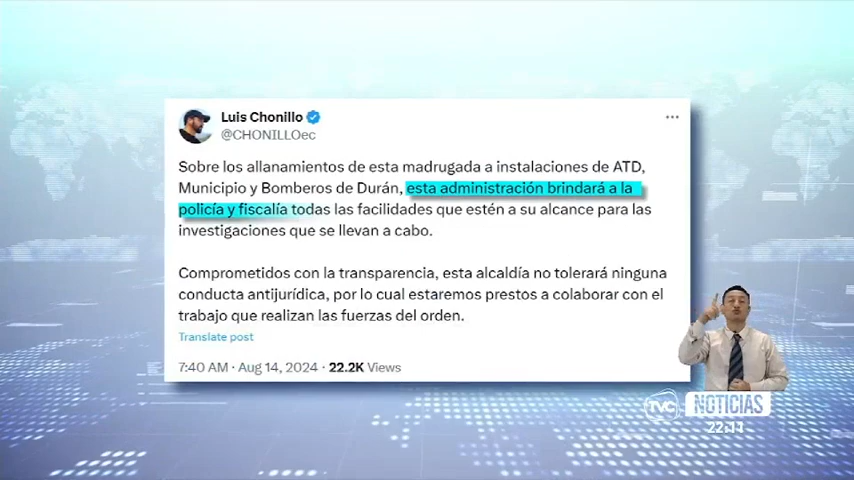 Luis Chonillo
@CHONILLOec
Sobre los allanamientos de esta madrugada a instalaciones de ATD,
Municipio y Bomberos de Durán, esta administración brindará a la
policía y fiscalía todas las facilidades que estén a su alcance para las
investigaciones que se llevan a cabo.
Comprometidos con la transparencia, esta alcaldía no tolerará ninguna
conducta antijurídica, por lo cual estaremos prestos a colaborar con el
trabajo que realizan las fuerzas del orden.
Translate post
7:40 AM · Aug 14, 2024 · 22.2K Views
TVC NOTICIAS
22:11